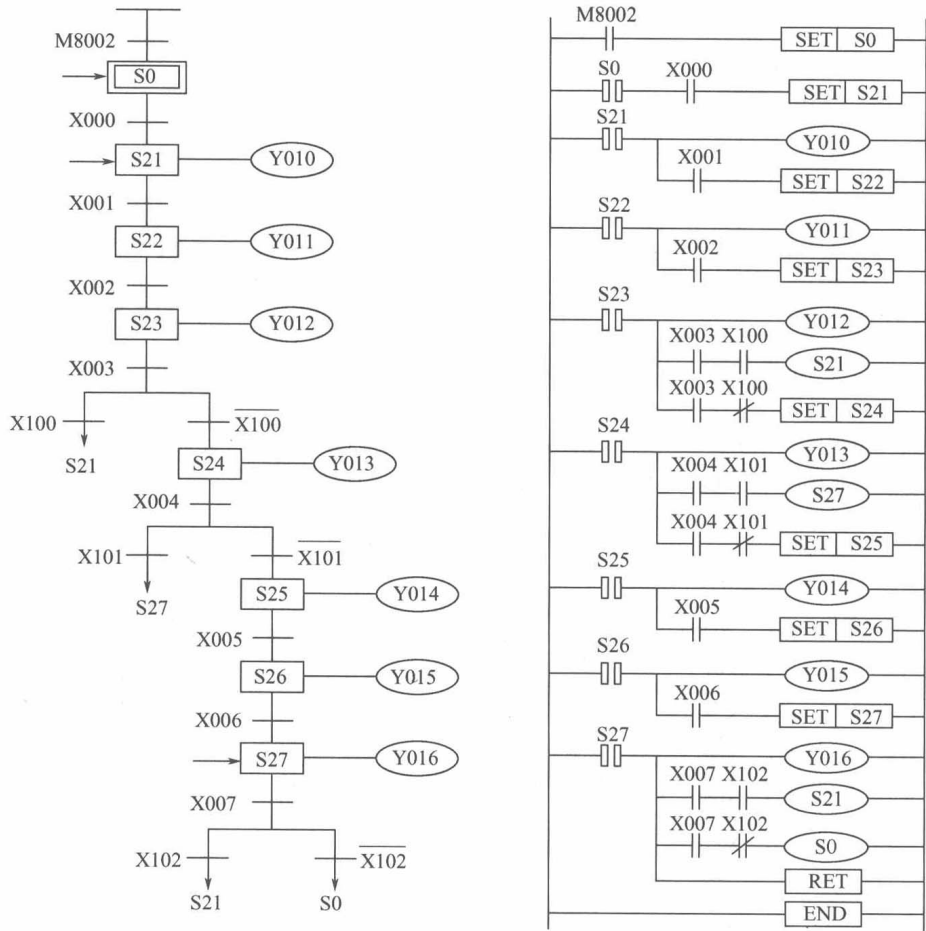 M8002
S0
X000
S21 Y010
X001
S22 Y011
X002
S23 Y012
X003
X100 X100
S21 S24 Y013
X004
X101 X101
S27 S25 Y014
X005
S26 Y015
X006
S27 Y016
X007
X102 X102
S21 S0
M8002
SET S0
S0 X000
SET S21
S21
Y010
X001
SET S22
S22
Y011
X002
SET S23
S23
Y012
X003 X100
S21
X003 X100
SET S24
S24
Y013
X004 X101
S27
X004 X101
SET S25
S25
Y014
X005
SET S26
S26
Y015
X006
SET S27
S27
Y016
X007 X102
S21
X007 X102
S0
RET
END